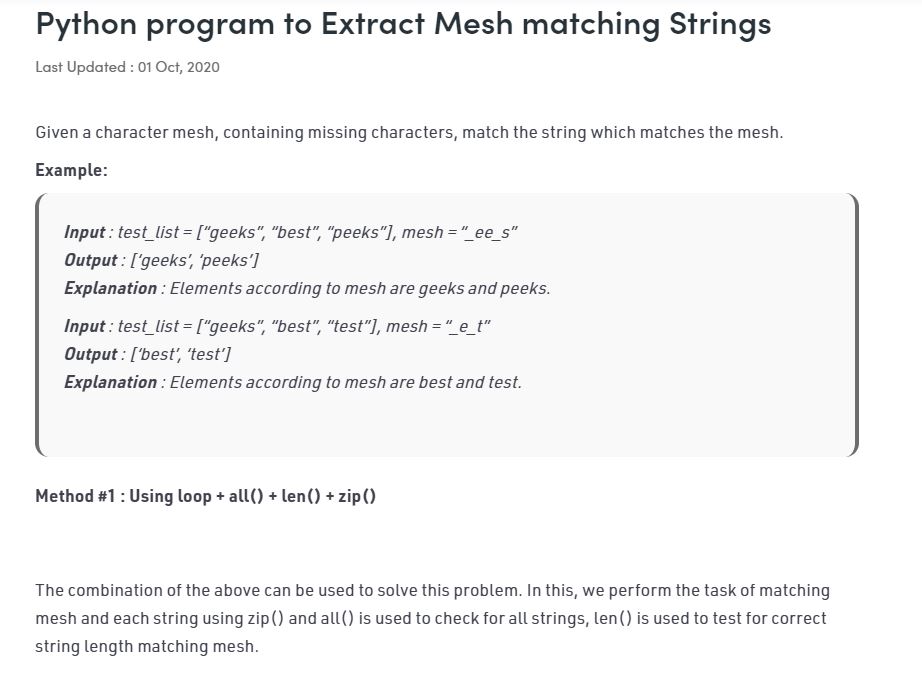 Python program to Extract Mesh matching Strings
Last Updated : 01 Oct, 2020
Given a character mesh, containing missing characters, match the string which matches the mesh.
Example:
Input : test_list = [“geeks”, “best”, “peeks”], mesh = “_ee_s”
Output : [‘geeks’, ‘peeks’]
Explanation : Elements according to mesh are geeks and peeks.
Input : test_list = [“geeks”, “best”, “test”], mesh = “_e_t”
Output : [‘best’, ‘test’]
Explanation : Elements according to mesh are best and test.
Method #1 : Using loop + all() + len() + zip()
The combination of the above can be used to solve this problem. In this, we perform the task of matching
mesh and each string using zip() and all() is used to check for all strings, len() is used to test for correct
string length matching mesh.